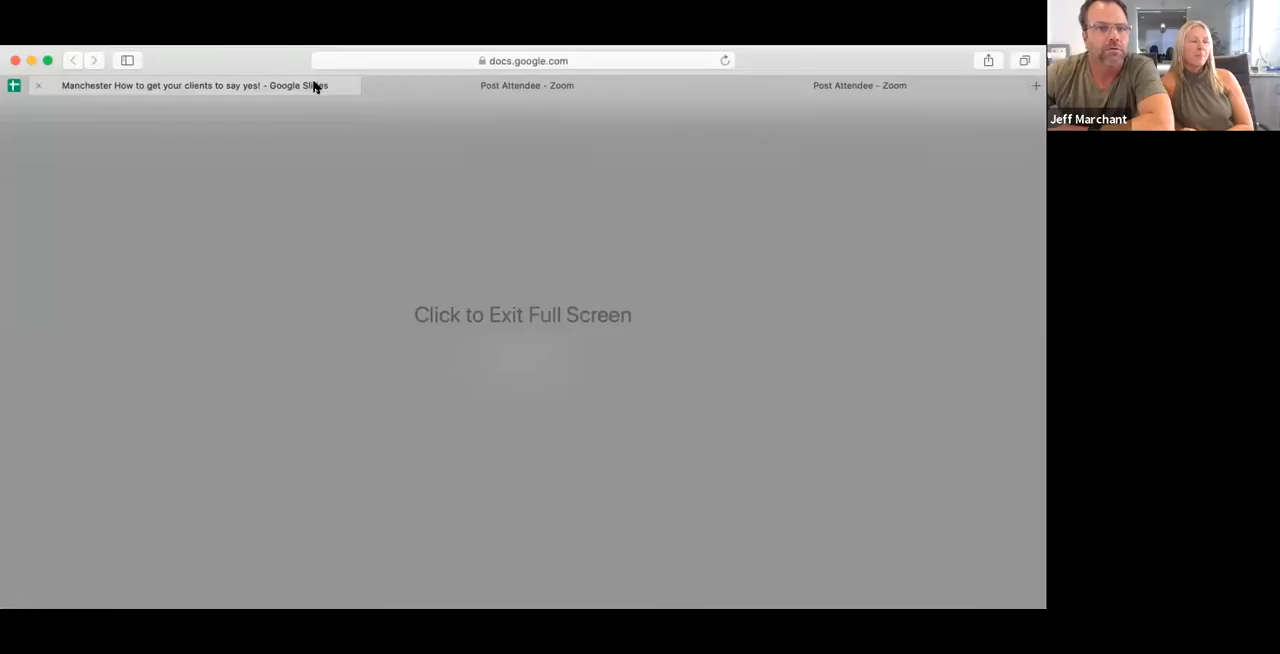 docs.google.com
Manchester How to get your clients to say yes! - Google Slides
Post Attendee - Zoom
Post Attendee - Zoom
Jeff Marchant
Click to Exit Full Screen